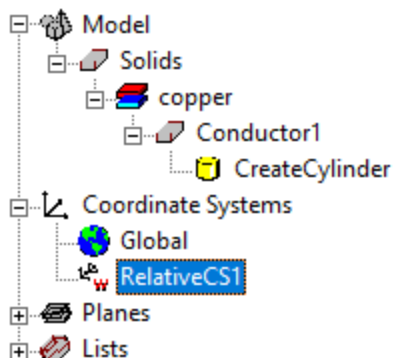 Model
Solids
copper
Conductor1
CreateCylinder
Coordinate Systems
Global
W RelativeCS1
Planes
Lists